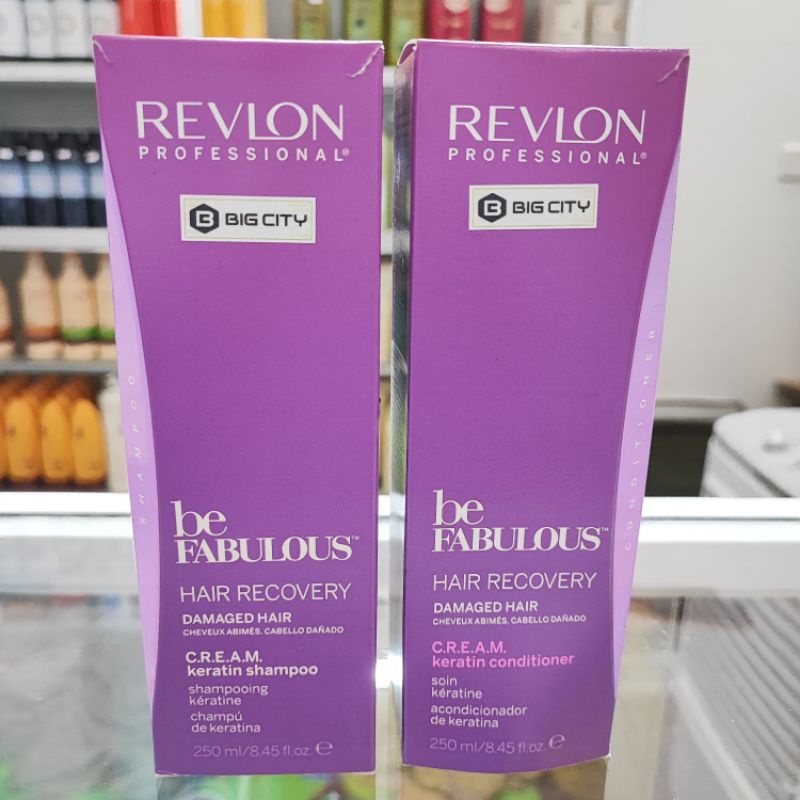 REVLON
PROFESSIONAL®
BIG CITY
SHAMPOO
be
FABULOUS™
HAIR RECOVERY
DAMAGED HAIR
CHEVEUX ABIMÉS. CABELLO DAÑADO
C.R.E.A.M.
keratin shampoo
shampooing
kératine
champú
de keratina
250 ml/8.45 fl.oz. ℮
REVLON
PROFESSIONAL®
BIG CITY
CONDITIONER
be
FABULOUS™
HAIR RECOVERY
DAMAGED HAIR
CHEVEUX ABIMÉS. CABELLO DAÑADO
C.R.E.A.M.
keratin conditioner
soin
kératine
acondicionador
de keratina
250 ml/8.45 fl.oz. ℮